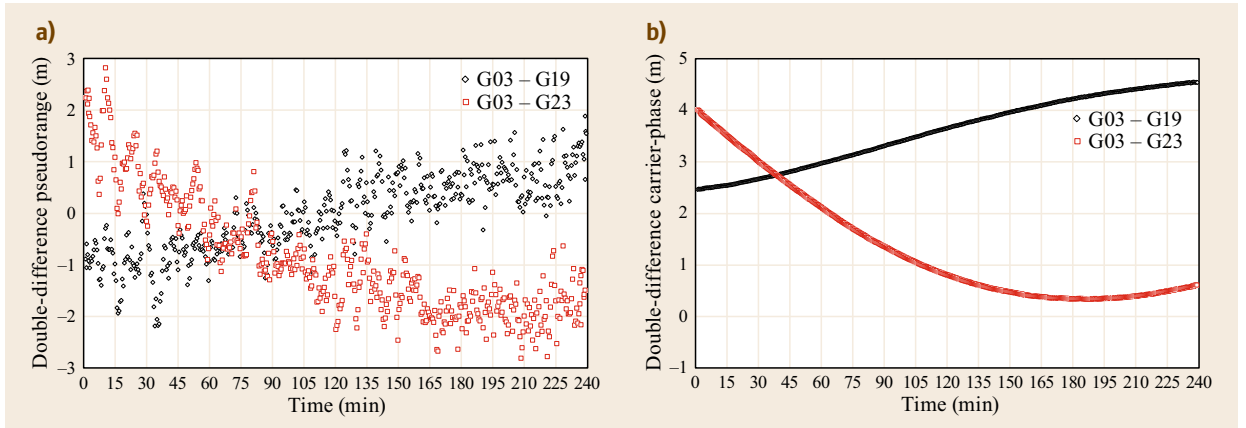 a)
Double-difference pseudorange (m)
3
2
1
0
–1
–2
–3
0 15 30 45 60 75 90 105 120 135 150 165 180 195 210 225 240
Time (min)
G03 – G19
G03 – G23
b)
Double-difference carrier-phase (m)
5
4
3
2
1
0
–1
0 15 30 45 60 75 90 105 120 135 150 165 180 195 210 225 240
Time (min)
G03 – G19
G03 – G23